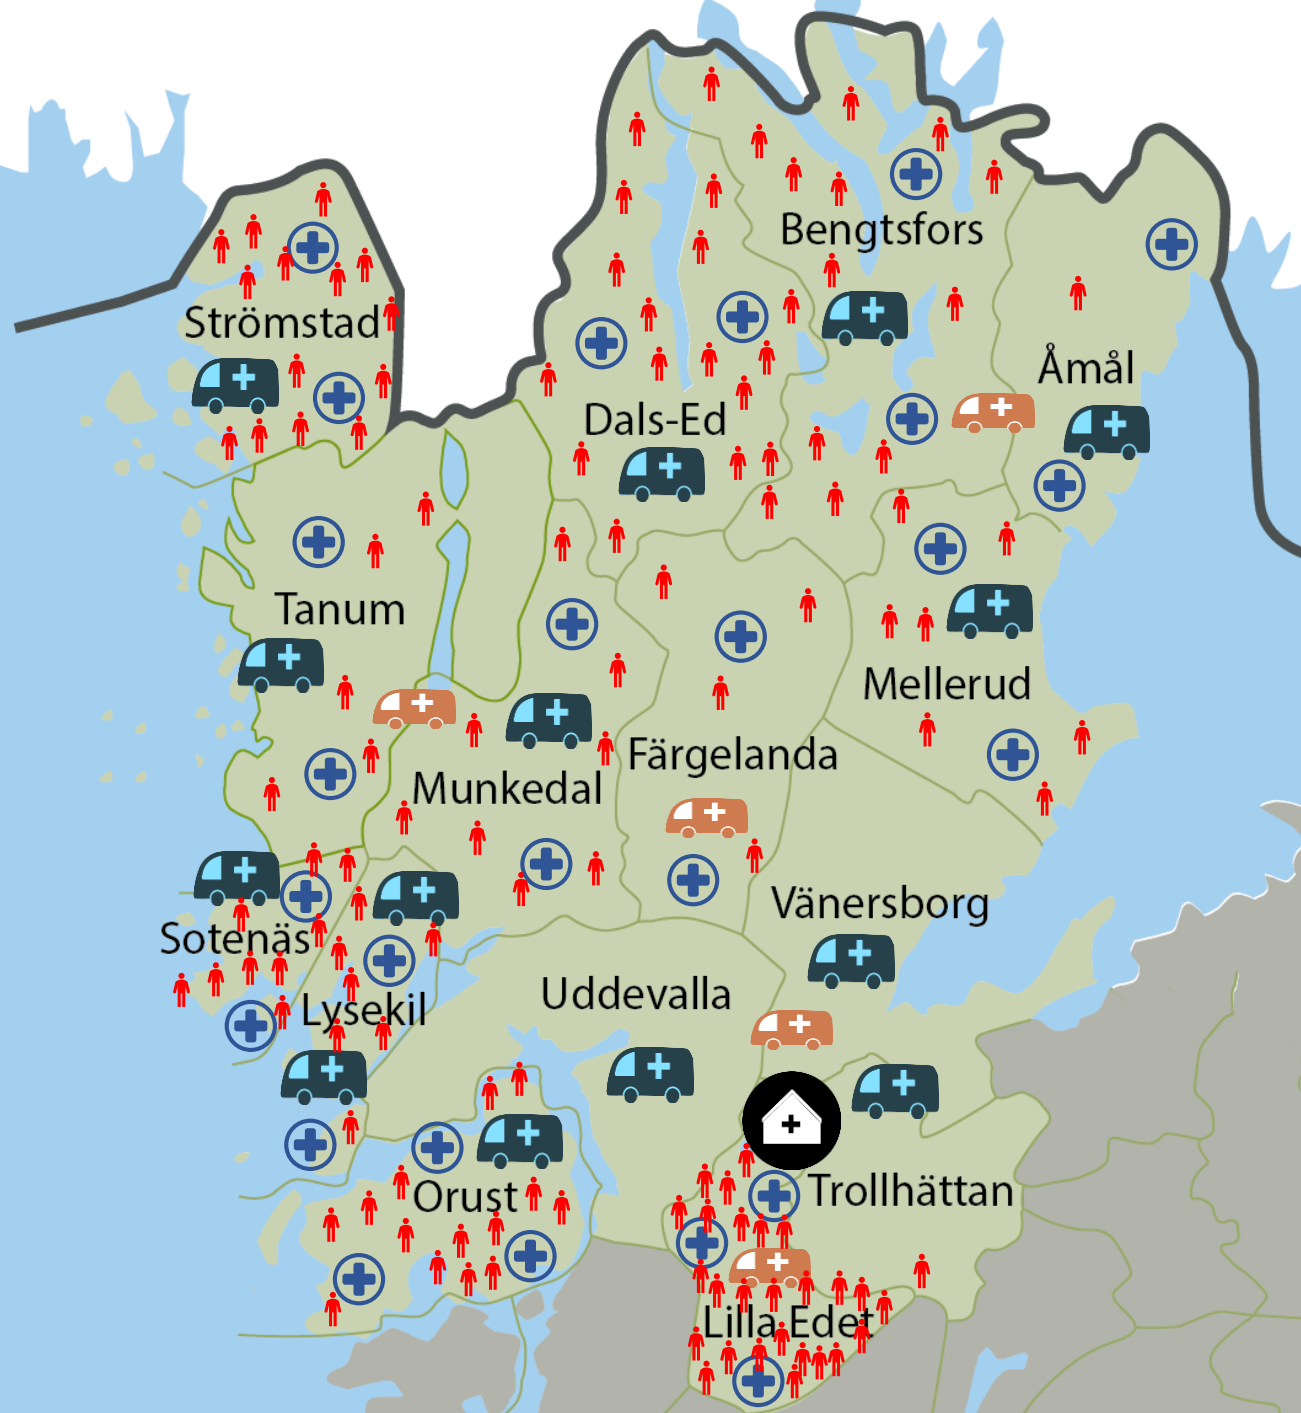 Bengtsfors
Strömstad
Åmål
Dals-Ed
Tanum
Mellerud
Färgelanda
Munkedal
Vänersborg
Sotenäs
Uddevalla
Lysekil
Orust
Trollhättan
Lilla Edet